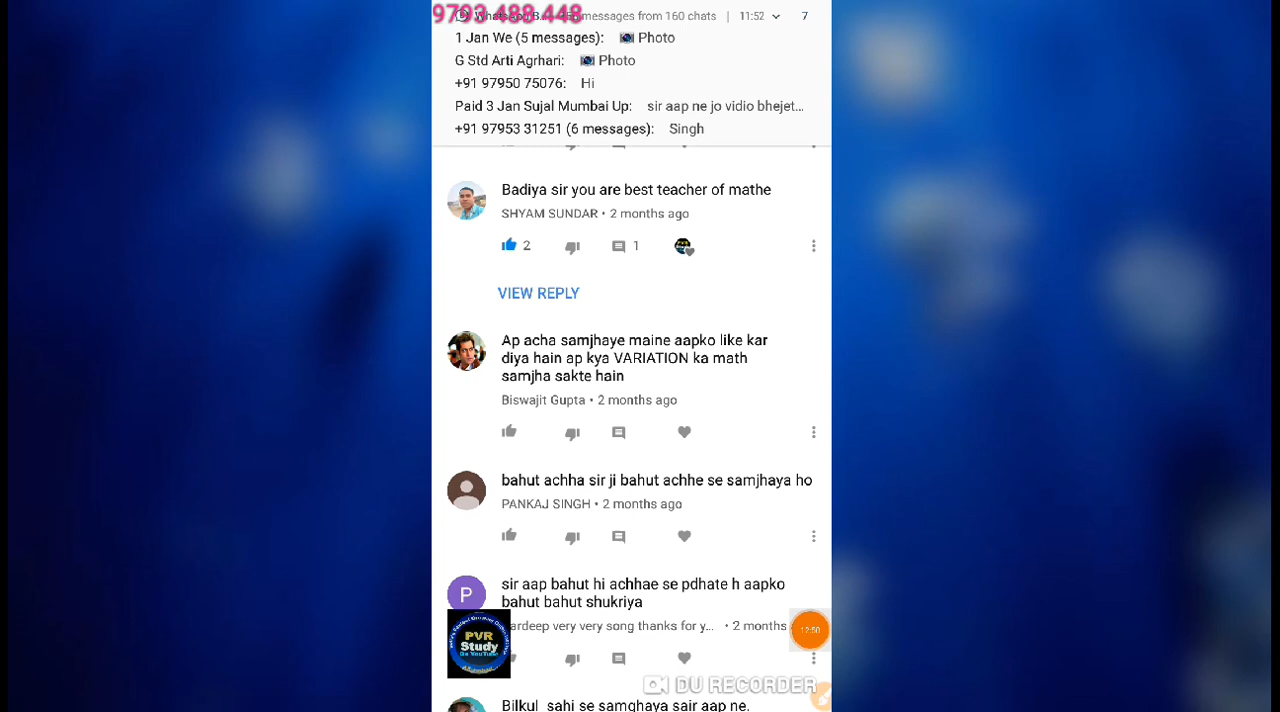 9793 488 448
messages from 160 chats | 11:52 7
1 Jan We (5 messages): Photo
G Std Arti Agrhari: Photo
+91 97950 75076: Hi
Paid 3 Jan Sujal Mumbai Up: sir aap ne jo vidio bhejet...
+91 97953 31251 (6 messages): Singh
Badiya sir you are best teacher of mathe
SHYAM SUNDAR • 2 months ago
2 1
VIEW REPLY
Ap acha samjhaye maine aapko like kar
diya hain ap kya VARIATION ka math
samjha sakte hain
Biswajit Gupta • 2 months ago
bahut achha sir ji bahut achhe se samjhaya ho
PANKAJ SINGH • 2 months ago
P
sir aap bahut hi achhae se pdhate h aapko
bahut bahut shukriya
ardeep very very song thanks for y... • 2 months
12:50
PVR
Study
DU RECORDER
Bilkul sahi se samghaya sair aap ne.